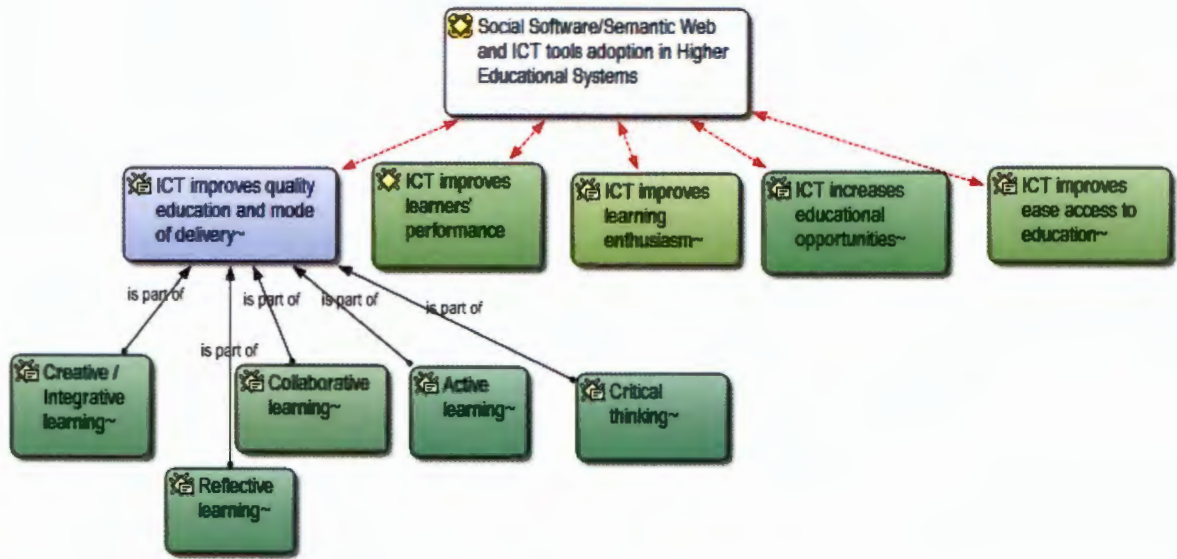 Social Software/Semantic Web
and ICT tools adoption in Higher
Educational Systems
ICT improves quality
education and mode
of delivery~
ICT improves
learners'
performance
ICT improves
learning
enthusiasm~
ICT increases
educational
opportunities~
ICT improves
ease access to
education~
is part of
is part of
is part of
is part of
is part of
Creative /
Integrative
learning~
Collaborative
learning~
Active
learning~
Critical
thinking~
Reflective
learning~